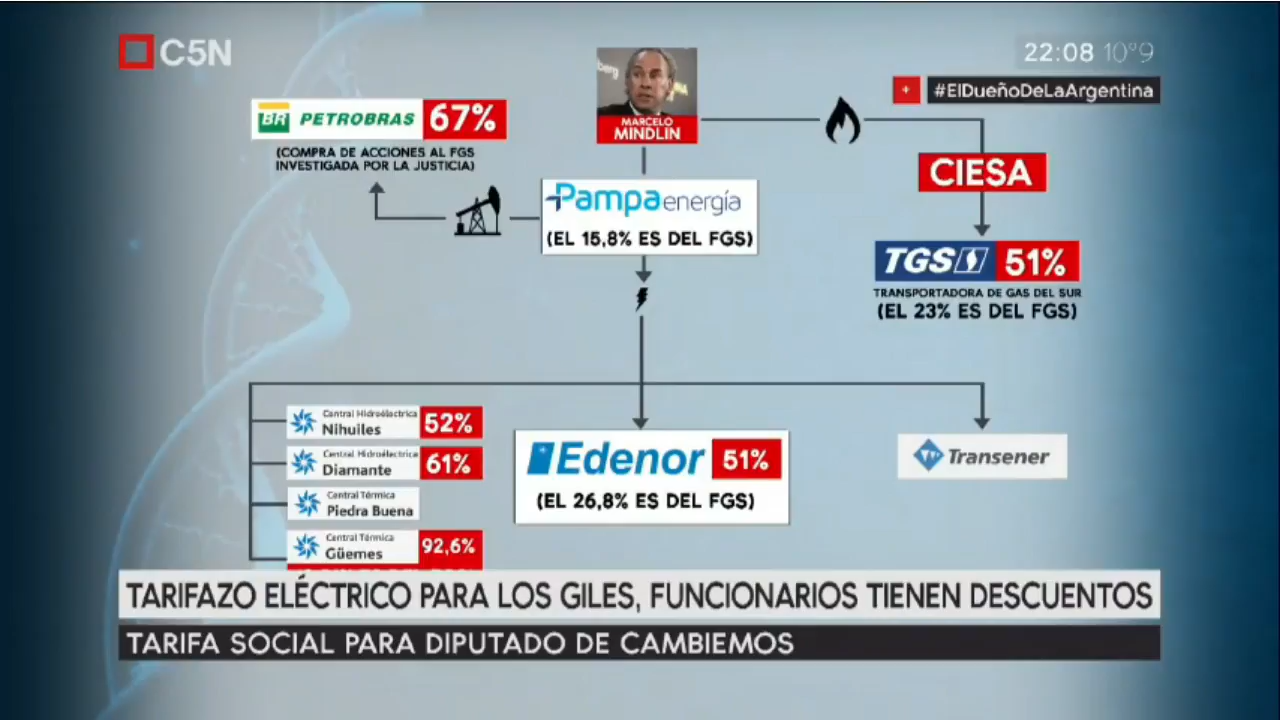 C5N
22:08 10°9
berg
+ #ElDueñoDeLaArgentina
MARCELO
MINDLIN
BR PETROBRAS 67%
(COMPRA DE ACCIONES AL FGS
INVESTIGADA POR LA JUSTICIA)
CIESA
Pampa energía
(EL 15,8% ES DEL FGS)
TGS 51%
TRANSPORTADORA DE GAS DEL SUR
(EL 23% ES DEL FGS)
Central Hidroeléctrica
Nihuiles 52%
Central Hidroeléctrica
Diamante 61%
Central Térmica
Piedra Buena
Central Térmica
Güemes 92,6%
Edenor 51%
(EL 26,8% ES DEL FGS)
Transener
TARIFAZO ELÉCTRICO PARA LOS GILES, FUNCIONARIOS TIENEN DESCUENTOS
TARIFA SOCIAL PARA DIPUTADO DE CAMBIEMOS